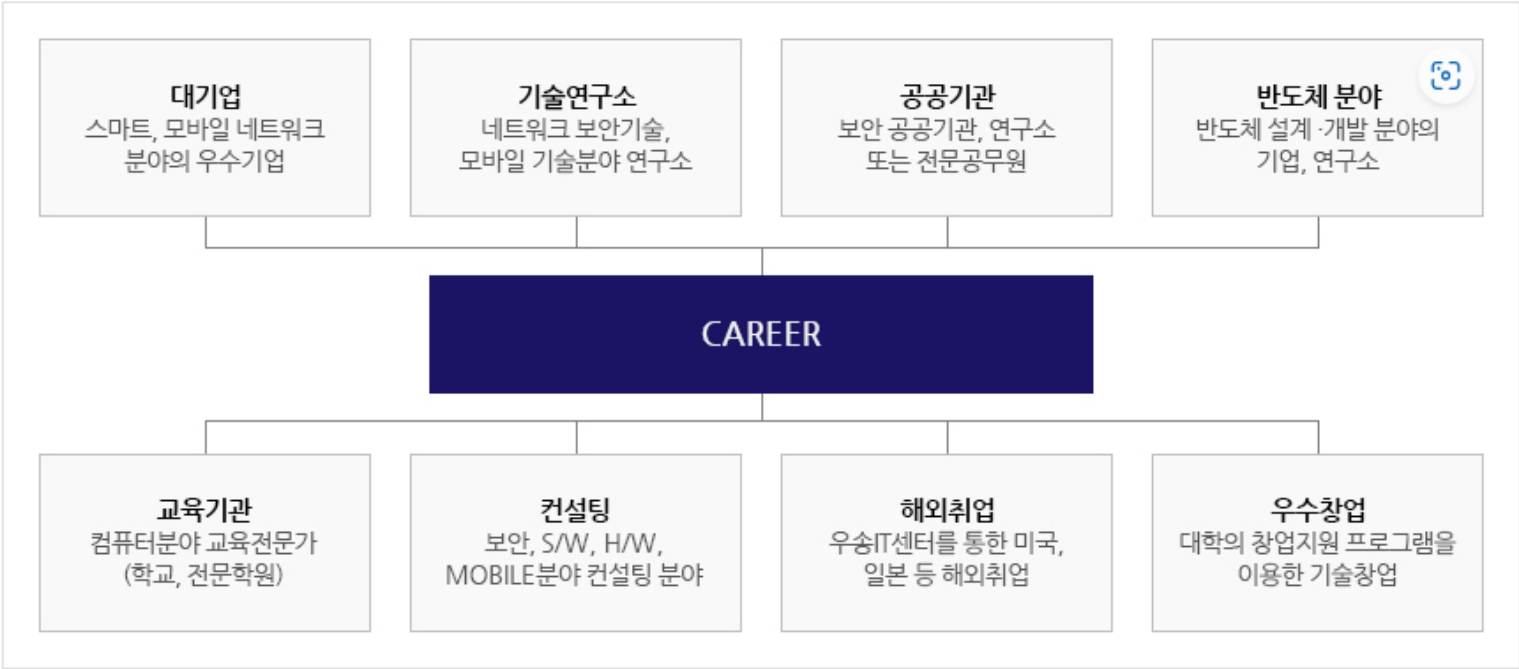 대기업
스마트, 모바일 네트워크
분야의 우수기업
기술연구소
네트워크 보안기술,
모바일 기술분야 연구소
공공기관
보안 공공기관, 연구소
또는 전문공무원
반도체 분야
반도체 설계 ·개발 분야의
기업, 연구소
CAREER
교육기관
컴퓨터분야 교육전문가
(학교, 전문학원)
컨설팅
보안, S/W, H/W,
MOBILE분야 컨설팅 분야
해외취업
우송IT센터를 통한 미국,
일본 등 해외취업
우수창업
대학의 창업지원 프로그램을
이용한 기술창업